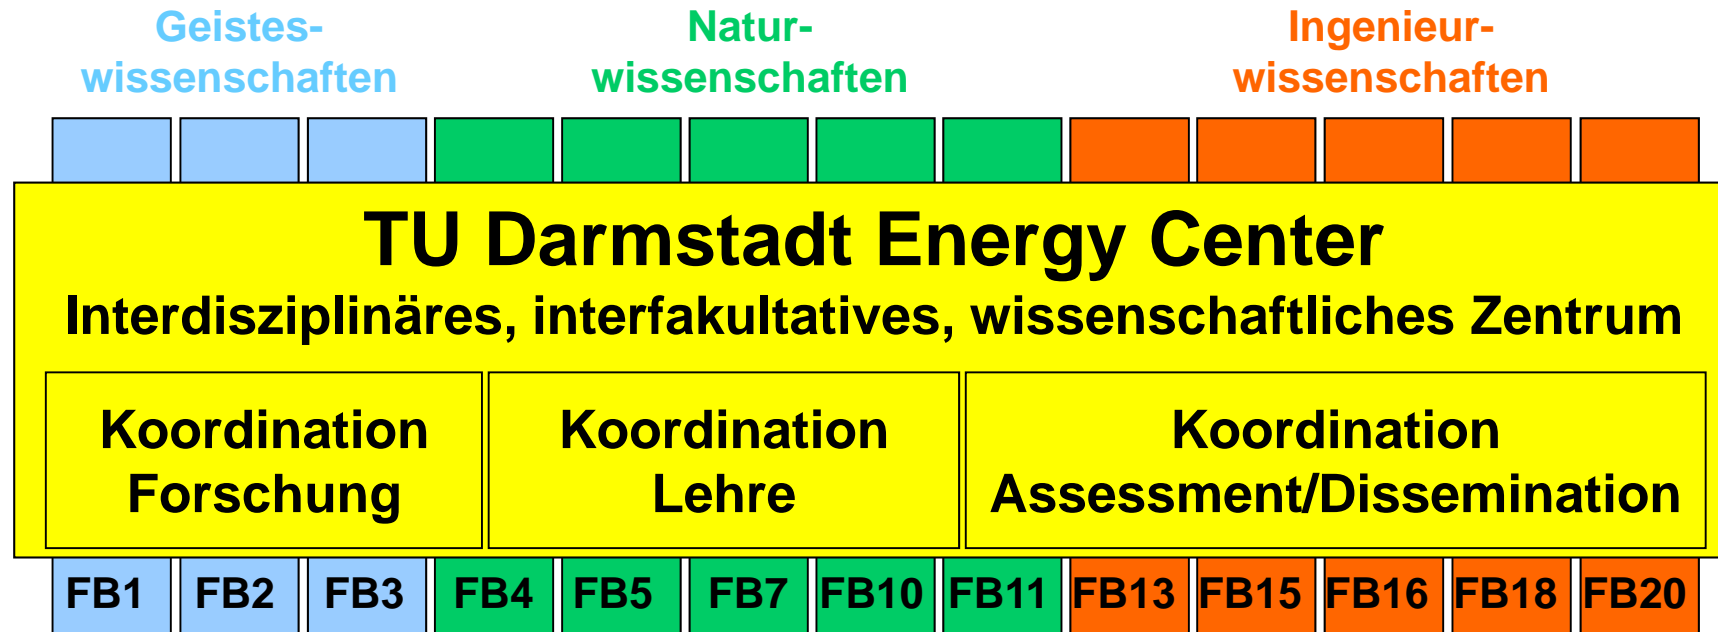 Geistes-
wissenschaften
Natur-
wissenschaften
Ingenieur-
wissenschaften
TU Darmstadt Energy Center
Interdisziplinäres, interfakultatives, wissenschaftliches Zentrum
Koordination
Forschung
Koordination
Lehre
Koordination
Assessment/Dissemination
FB1 FB2 FB3 FB4 FB5 FB7 FB10 FB11 FB13 FB15 FB16 FB18 FB20